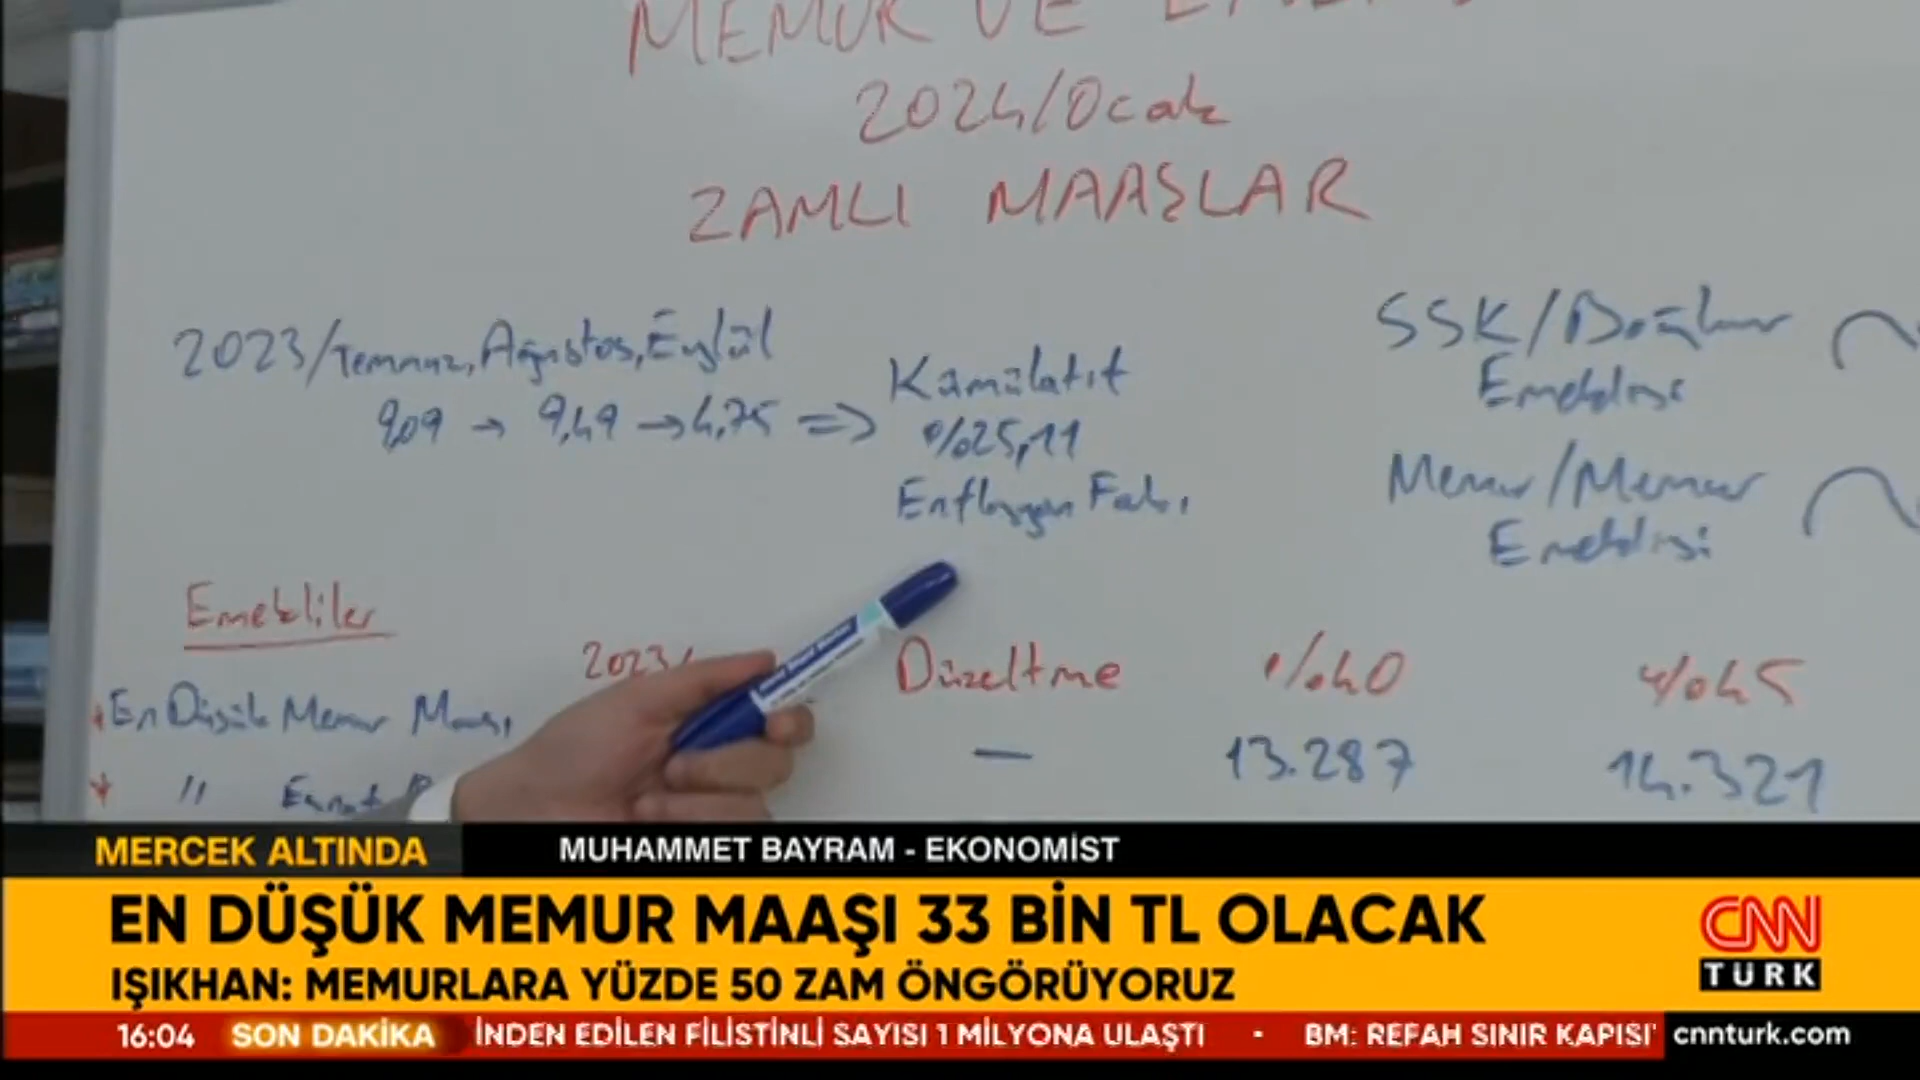 MEMUR VE
2024/Ocak
ZAMLI MAAŞLAR
2023/Temmuz, Ağustos, Eylül
9,09 → 9,49 → 4,75 =>
Kümülatif
%25,11
Enflasyon Farkı
SSK/Bağkur
Emeklisi
Memur/Memur
Emeklisi
Emekliler
2023/
Düzeltme
%40
%45
En Düşük Memur Maaşı
—
13.287
14.321
"
MERCEK ALTINDA
MUHAMMET BAYRAM - EKONOMİST
EN DÜŞÜK MEMUR MAAŞI 33 BİN TL OLACAK
IŞIKHAN: MEMURLARA YÜZDE 50 ZAM ÖNGÖRÜYORUZ
CNN
TÜRK
16:04 SON DAKİKA İNDEN EDİLEN FİLİSTİNLİ SAYISI 1 MİLYONA ULAŞTI - BM: REFAH SINIR KAPISI'
cnnturk.com